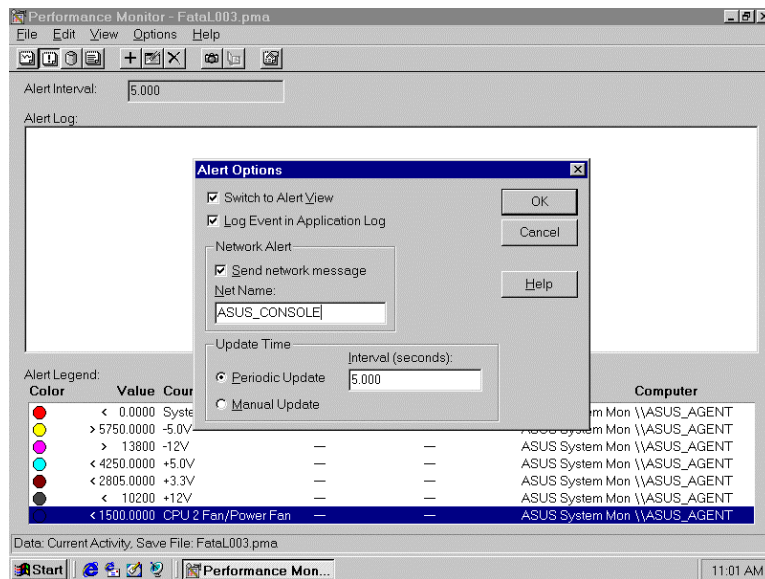 Performance Monitor - FataL003.pma
File Edit View Options Help
Alert Interval: 5.000
Alert Log:
Alert Options
Switch to Alert View
Log Event in Application Log
Network Alert
Send network message
Net Name:
ASUS_CONSOLE
OK
Cancel
Help
Update Time
Interval (seconds):
Periodic Update 5.000
Manual Update
Alert Legend:
Color Value Computer
< 0.0000 \\ASUS_AGENT
> 5750.0000 -5.0V ASUS System Mon \\ASUS_AGENT
> 13800 -12V — — ASUS System Mon \\ASUS_AGENT
< 4250.0000 +5.0V — — ASUS System Mon \\ASUS_AGENT
< 2805.0000 +3.3V — — ASUS System Mon \\ASUS_AGENT
< 10200 +12V — — ASUS System Mon \\ASUS_AGENT
< 1500.0000 CPU 2 Fan/Power Fan — — ASUS System Mon \\ASUS_AGENT
Data: Current Activity, Save File: FataL003.pma
Start Performance Mon... 11:01 AM